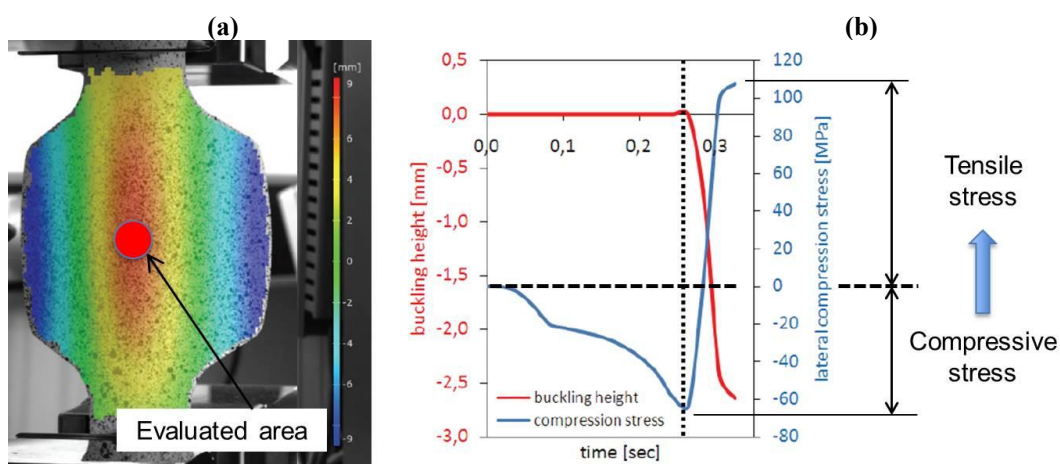 (a)
[mm]
9
6
4
2
0
-2
-4
-6
-9
Evaluated area
(b)
0,5
0,0
-0,5
-1,0
-1,5
-2,0
-2,5
-3,0
buckling height [mm]
0,0
0,1
0,2
0,3
buckling height
compression stress
time [sec]
120
100
80
60
40
20
0
-20
-40
-60
-80
lateral compression stress [MPa]
Tensile
stress
Compressive
stress